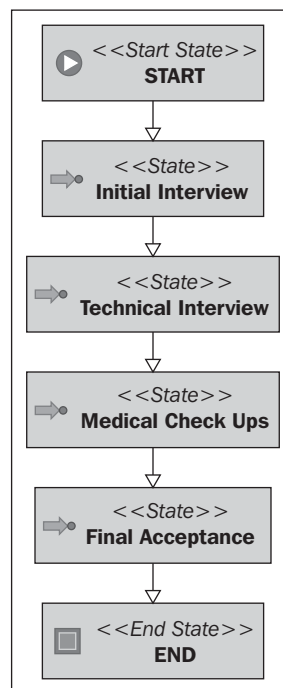 <<Start State>>
START
<<State>>
Initial Interview
<<State>>
Technical Interview
<<State>>
Medical Check Ups
<<State>>
Final Acceptance
<<End State>>
END